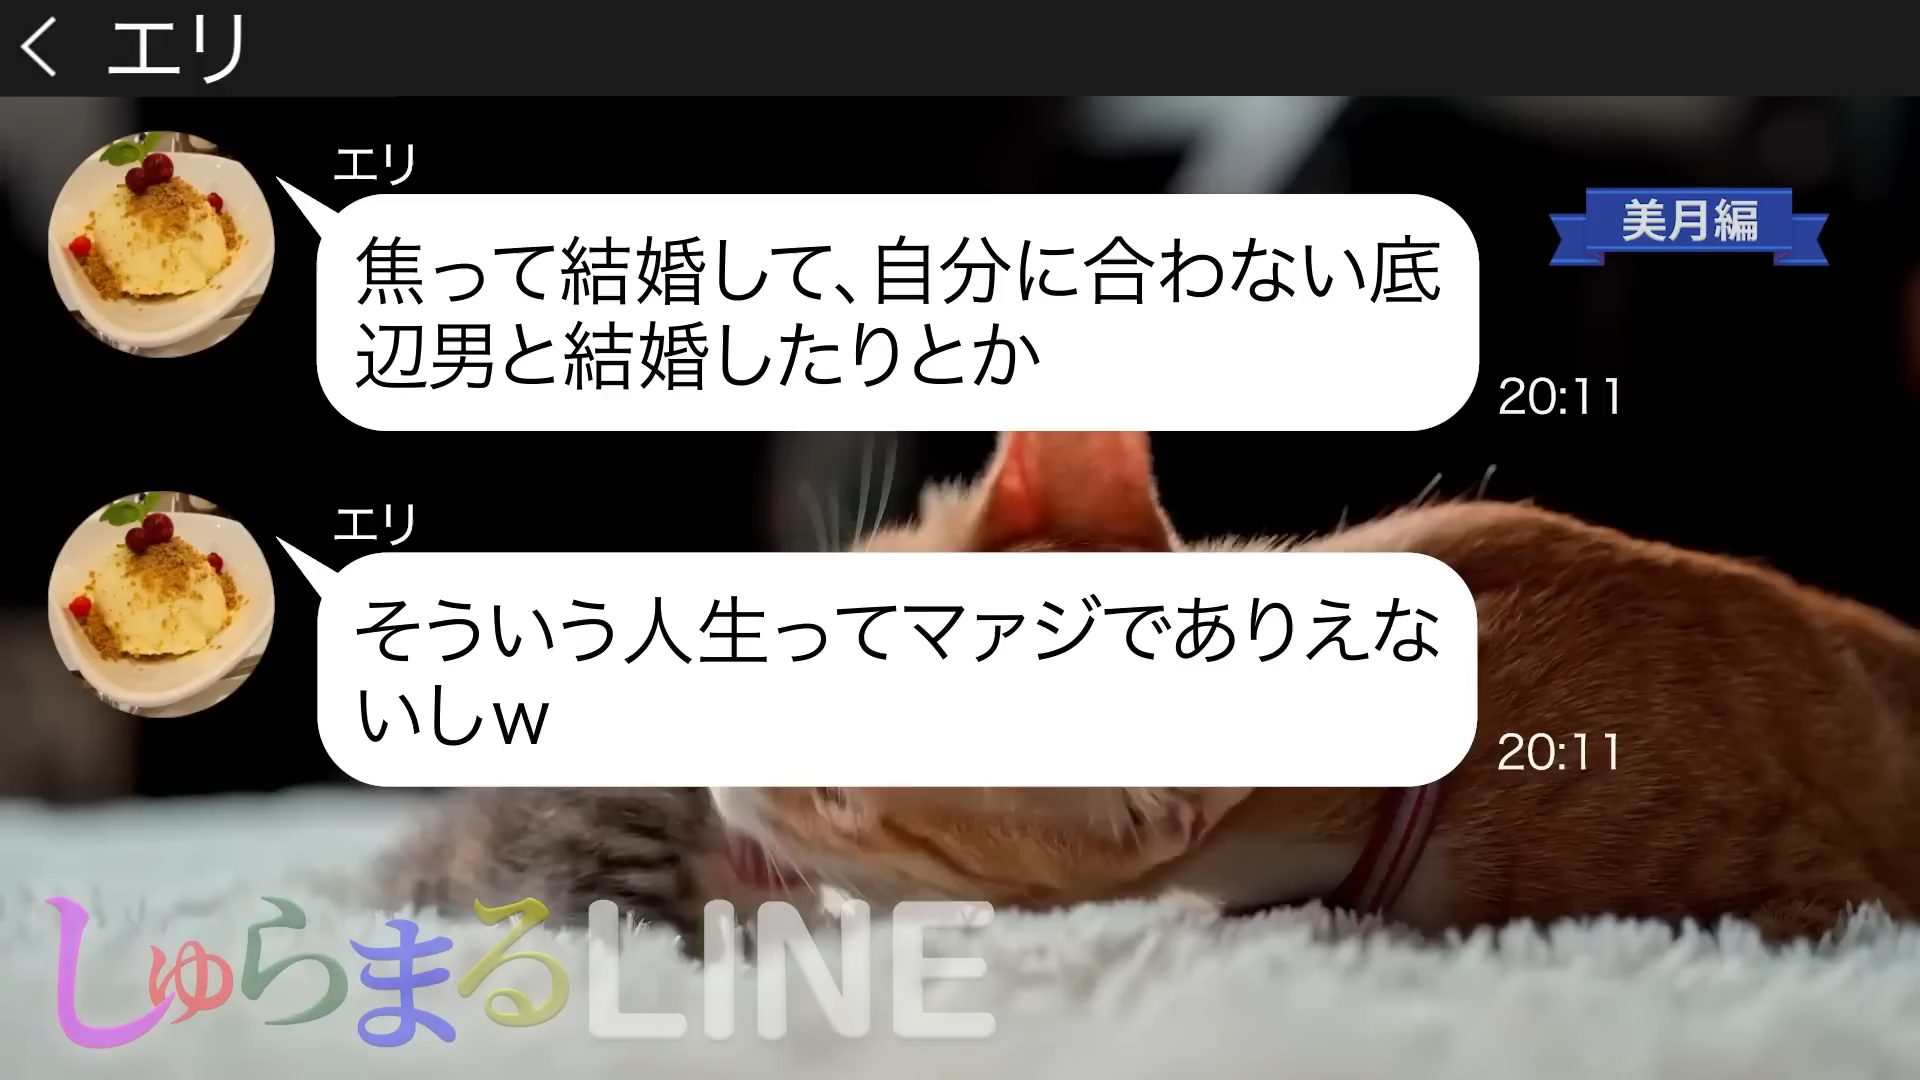 エリ
エリ
美月編
焦って結婚して、自分に合わない底
辺男と結婚したりとか
20:11
エリ
そういう人生ってマァジでありえな
いしw
20:11
しゅらまるLINE